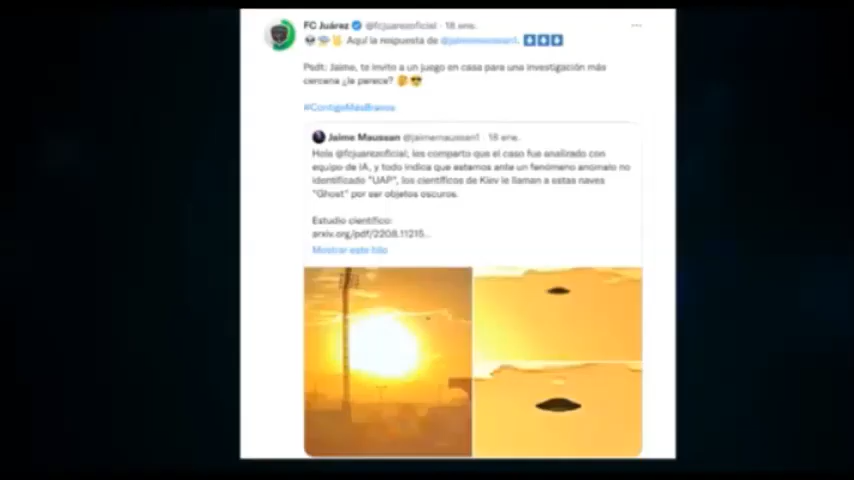 FC Juárez @fcjuarezoficial · 18 ene.
Aquí la respuesta de @jaimemaussan1.
Psdt: Jaime, te invito a un juego en casa para una investigación más
cercana ¿le parece?
#ContigoMásBravos
Jaime Maussan @jaimemaussan1 · 18 ene.
Hola @fcjuarezoficial, les comparto que el caso fue analizado con
equipo de IA, y todo indica que estamos ante un fenómeno anómalo no
identificado "UAP", los científicos de Kiev le llaman a estas naves
"Ghost" por ser objetos oscuros.
Estudio científico:
arxiv.org/pdf/2208.11215...
Mostrar este hilo